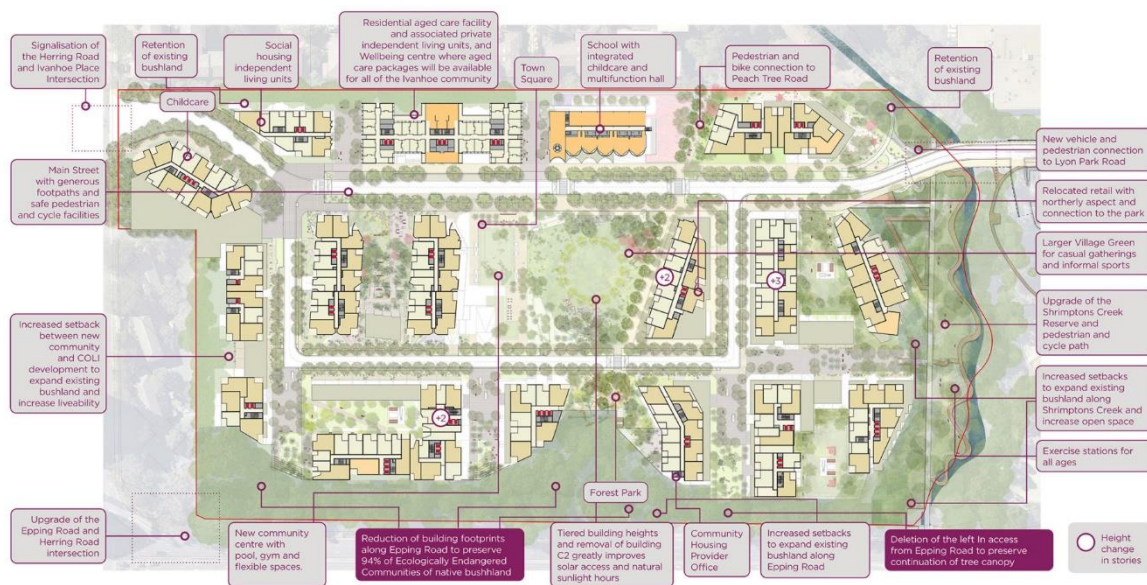 Signalisation of
the Herring Road
and Ivanhoe Place
Intersection
Retention
of existing
bushland
Social
housing
independent
living units
Residential aged care facility
and associated private
independent living units, and
Wellbeing centre where aged
care packages will be available
for all of the Ivanhoe community
Town
Square
School with
integrated
childcare and
multifunction hall
Pedestrian and
bike connection to
Peach Tree Road
Retention
of existing
bushland
Childcare
Main Street
with generous
footpaths and
safe pedestrian
and cycle facilities
New vehicle and
pedestrian connection
to Lyon Park Road
Relocated retail with
northerly aspect and
connection to the park
Larger Village Green
for casual gatherings
and informal sports
+2
+3
Increased setback
between new
community
and COLI
development to
expand existing
bushland and
increase liveability
Upgrade of the
Shrimptons Creek
Reserve and
pedestrian and
cycle path
Increased setbacks
to expand existing
bushland along
Shrimptons Creek and
increase open space
+2
Exercise stations for
all ages
Forest Park
Upgrade of the
Epping Road and
Herring Road
intersection
New community
centre with
pool, gym and
flexible spaces.
Reduction of building footprints
along Epping Road to preserve
94% of Ecologically Endangered
Communities of native bushhland
Tiered building heights
and removal of building
C2 greatly improves
solar access and natural
sunlight hours
Community
Housing
Provider
Office
Increased setbacks
to expand existing
bushland along
Epping Road
Deletion of the left In access
from Epping Road to preserve
continuation of tree canopy
Height
change
in stories